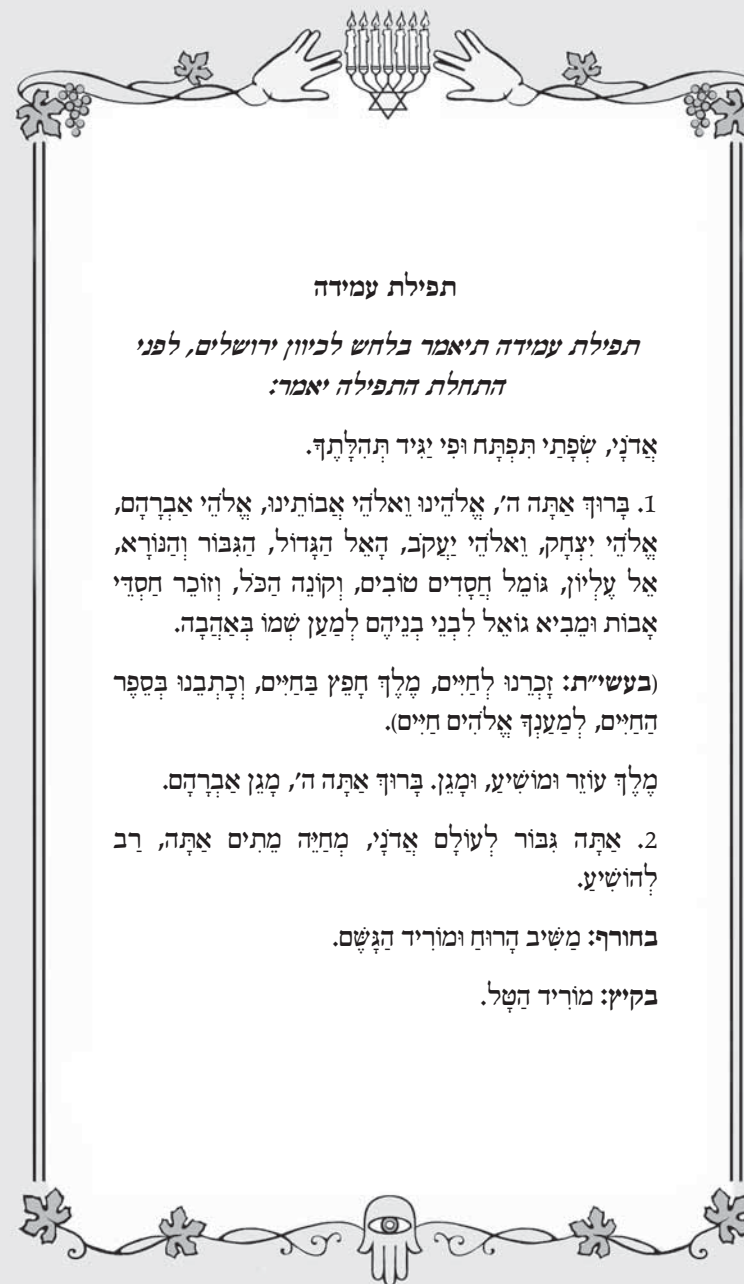 תפילת עמידה
תפילת עמידה תיאמר בלחש לכיוון ירושלים, לפני
התחלת התפילה יאמר:
אֲדֹנָי, שְׂפָתַי תִּפְתָּח וּפִי יַגִּיד תְּהִלָּתֶךָ.
1. בָּרוּךְ אַתָּה ה׳, אֱלֹהֵינוּ וֵאלֹהֵי אֲבוֹתֵינוּ, אֱלֹהֵי אַבְרָהָם,
אֱלֹהֵי יִצְחָק, וֵאלֹהֵי יַעֲקֹב, הָאֵל הַגָּדוֹל, הַגִּבּוֹר וְהַנּוֹרָא,
אֵל עֶלְיוֹן, גּוֹמֵל חֲסָדִים טוֹבִים, וְקוֹנֵה הַכֹּל, וְזוֹכֵר חַסְדֵי
אָבוֹת וּמֵבִיא גוֹאֵל לִבְנֵי בְנֵיהֶם לְמַעַן שְׁמוֹ בְּאַהֲבָה.
(בעשי״ת: זָכְרֵנוּ לְחַיִּים, מֶלֶךְ חָפֵץ בַּחַיִּים, וְכָתְבֵנוּ בְּסֵפֶר
הַחַיִּים, לְמַעַנְךָ אֱלֹהִים חַיִּים).
מֶלֶךְ עוֹזֵר וּמוֹשִׁיעַ, וּמָגֵן. בָּרוּךְ אַתָּה ה׳, מָגֵן אַבְרָהָם.
2. אַתָּה גִּבּוֹר לְעוֹלָם אֲדֹנָי, מְחַיֵּה מֵתִים אַתָּה, רַב
לְהוֹשִׁיעַ.
בחורף: מַשִּׁיב הָרוּחַ וּמוֹרִיד הַגֶּשֶּׁם.
בקיץ: מוֹרִיד הַטָּל.